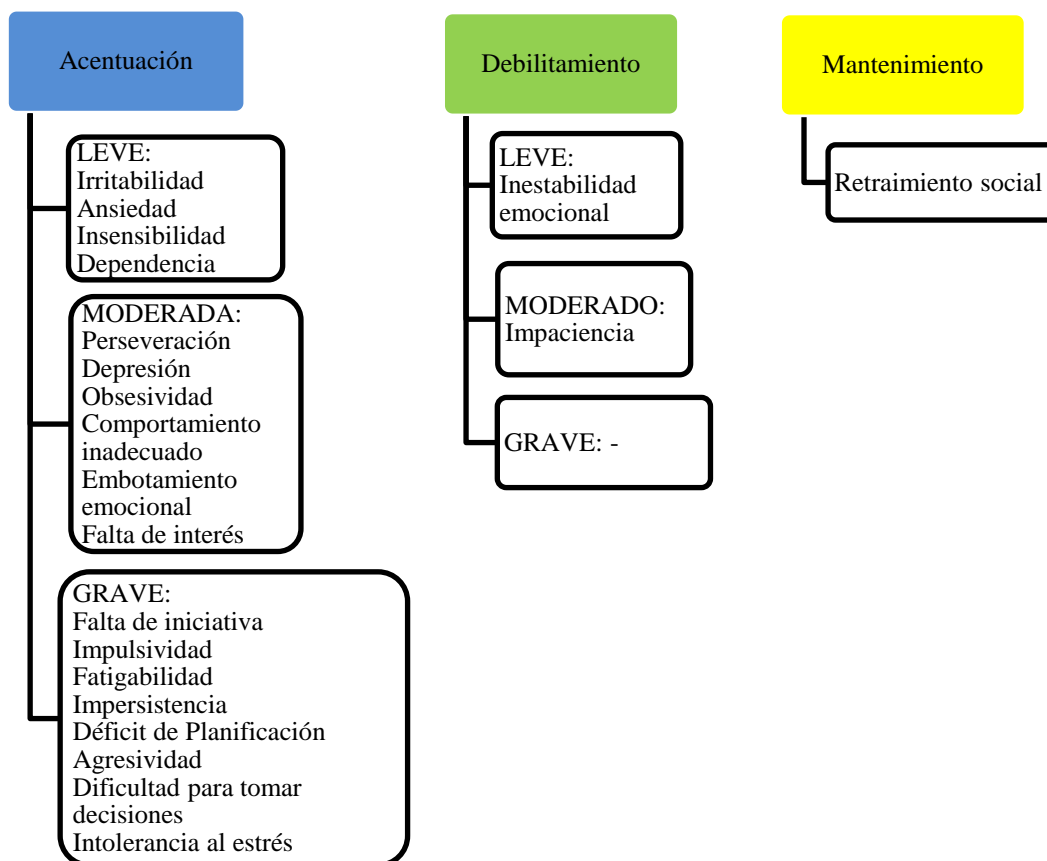 Acentuación
LEVE:
Irritabilidad
Ansiedad
Insensibilidad
Dependencia
MODERADA:
Perseveración
Depresión
Obsesividad
Comportamiento
inadecuado
Embotamiento
emocional
Falta de interés
GRAVE:
Falta de iniciativa
Impulsividad
Fatigabilidad
Impersistencia
Déficit de Planificación
Agresividad
Dificultad para tomar
decisiones
Intolerancia al estrés
Debilitamiento
LEVE:
Inestabilidad
emocional
MODERADO:
Impaciencia
GRAVE: -
Mantenimiento
Retraimiento social